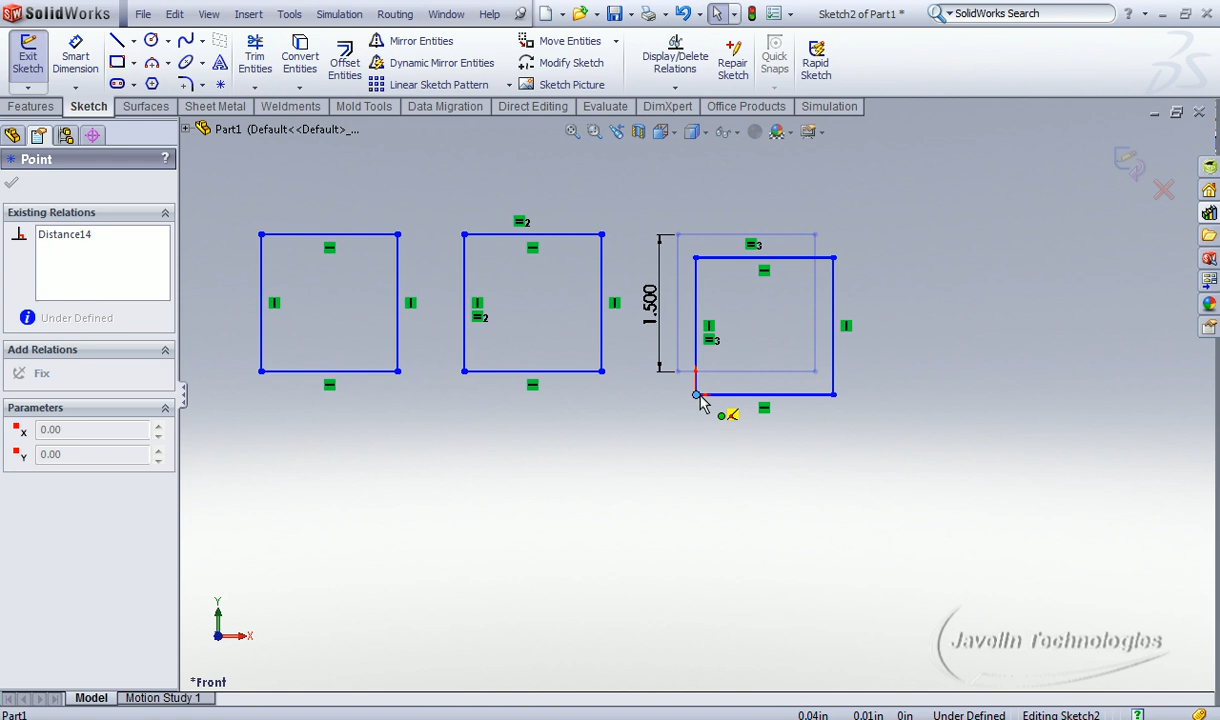 SW SolidWorks File Edit View Insert Tools Simulation Routing Window Help Sketch2 of Part1 * SolidWorks Search ?
Exit Sketch Smart Dimension Trim Entities Convert Entities Offset Entities Mirror Entities Dynamic Mirror Entities Linear Sketch Pattern Move Entities Modify Sketch Sketch Picture Display/Delete Relations Repair Sketch Quick Snaps Rapid Sketch
Features Sketch Surfaces Sheet Metal Weldments Mold Tools Data Migration Direct Editing Evaluate DimXpert Office Products Simulation
Part1 (Default<<Default>_...
Point ?
Existing Relations
Distance14
Under Defined
Add Relations
Fix
Parameters
X 0.00
Y 0.00
2
2
3
3
1.500
Y
X
*Front
Javelin Technologies
Model Motion Study 1
Part1 0.04in 0.01in 0in Under Defined Editing Sketch2 ?